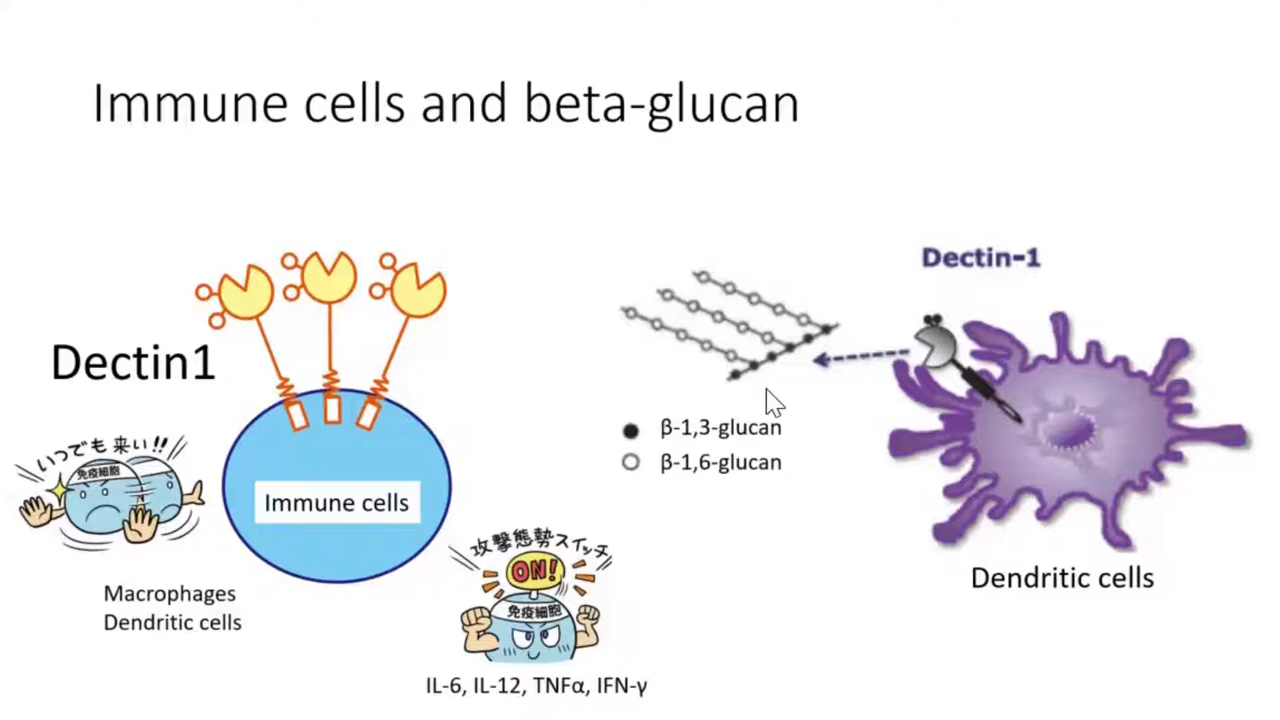 Immune cells and beta-glucan
Dectin1
いつでも来い!!
免疫細胞
Immune cells
Macrophages
Dendritic cells
攻撃態勢スイッチ
ON!
免疫細胞
IL-6, IL-12, TNFα, IFN-γ
Dectin-1
β-1,3-glucan
β-1,6-glucan
Dendritic cells